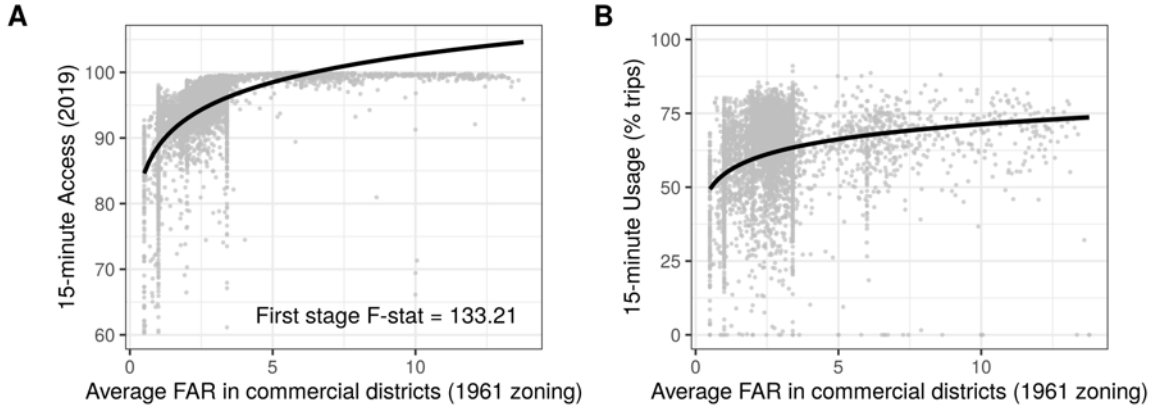 A
15-minute Access (2019)
100
90
80
70
60
First stage F-stat = 133.21
0 5 10
Average FAR in commercial districts (1961 zoning)
B
15-minute Usage (% trips)
100
75
50
25
0
0 5 10
Average FAR in commercial districts (1961 zoning)